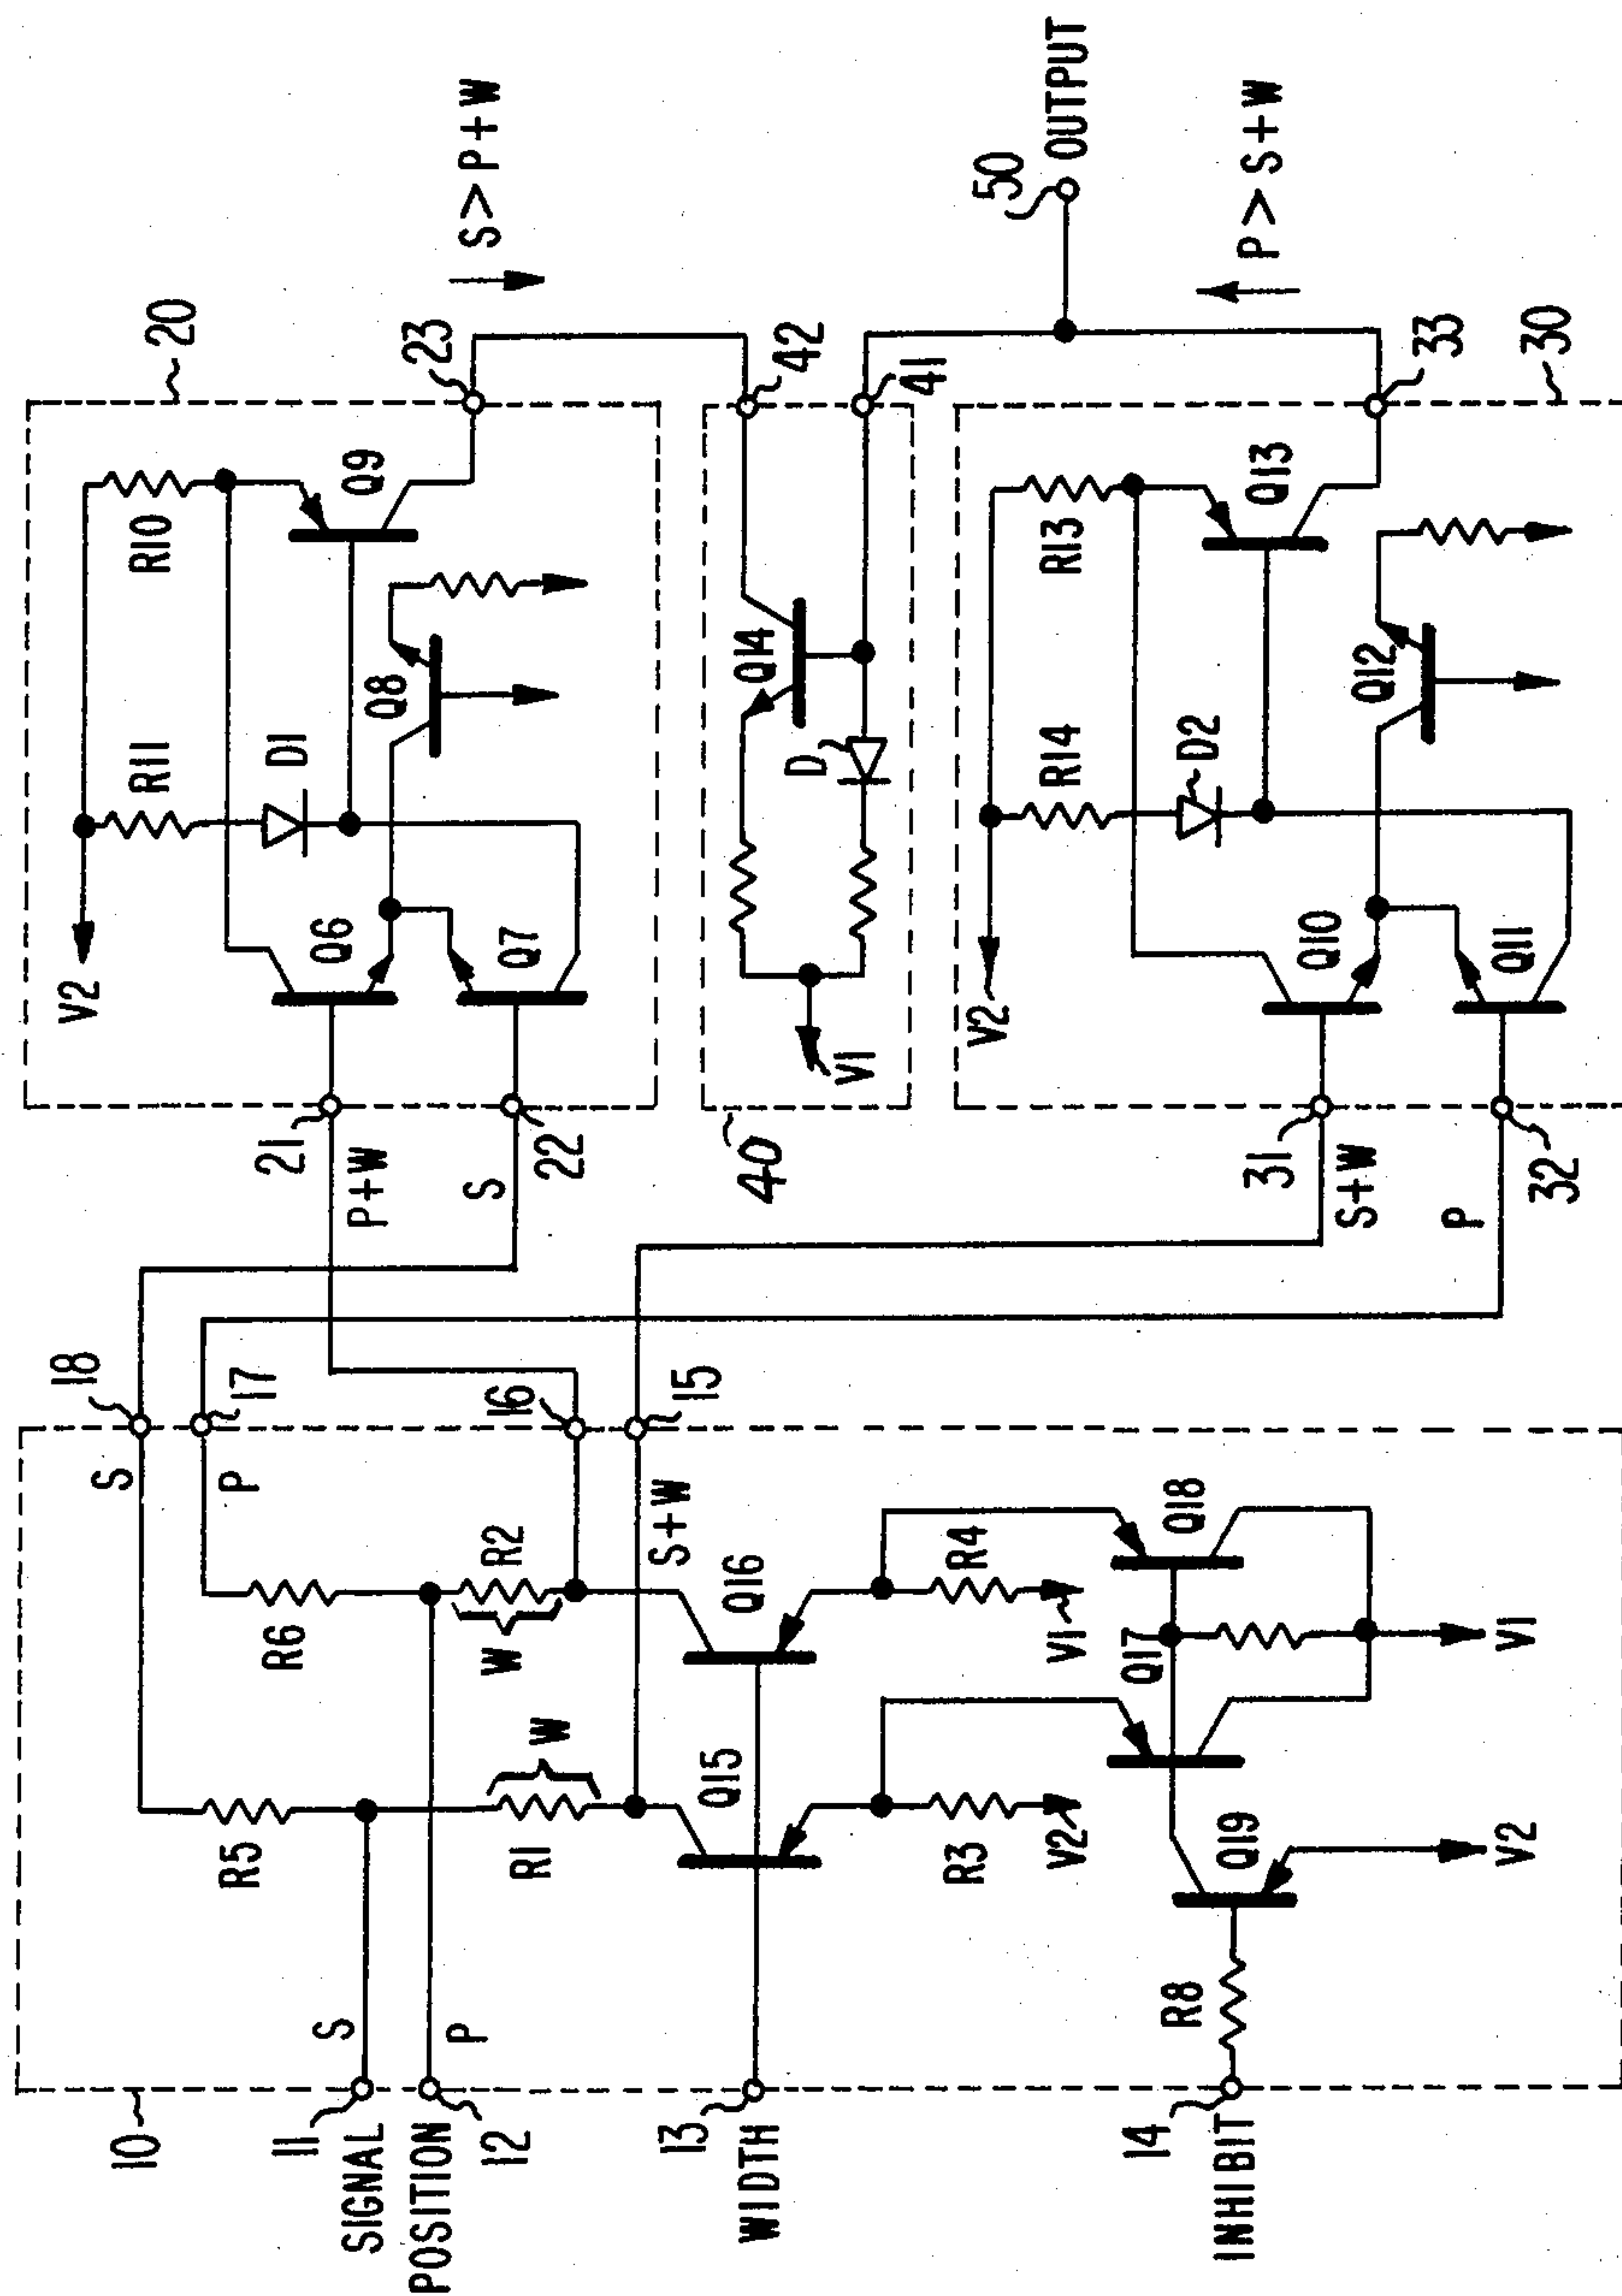 10
11
SIGNAL
S
POSITION
12
P
13
WIDTH
14
INHIBIT
R8
R5
R1
W
R6
W
R2
S
P
18
17
16
15
S+W
Q15
Q16
R3
V2
R4
V1
Q19
V2
Q17
Q18
V1
20
21
P+W
S
22
V2
Q6
Q7
R11
D1
Q8
R10
Q9
23
S>P+W
40
V1
Q14
D
42
41
50
OUTPUT
30
31
S+W
P
32
V2
Q10
Q11
R14
D2
Q12
R13
Q13
33
P>S+W